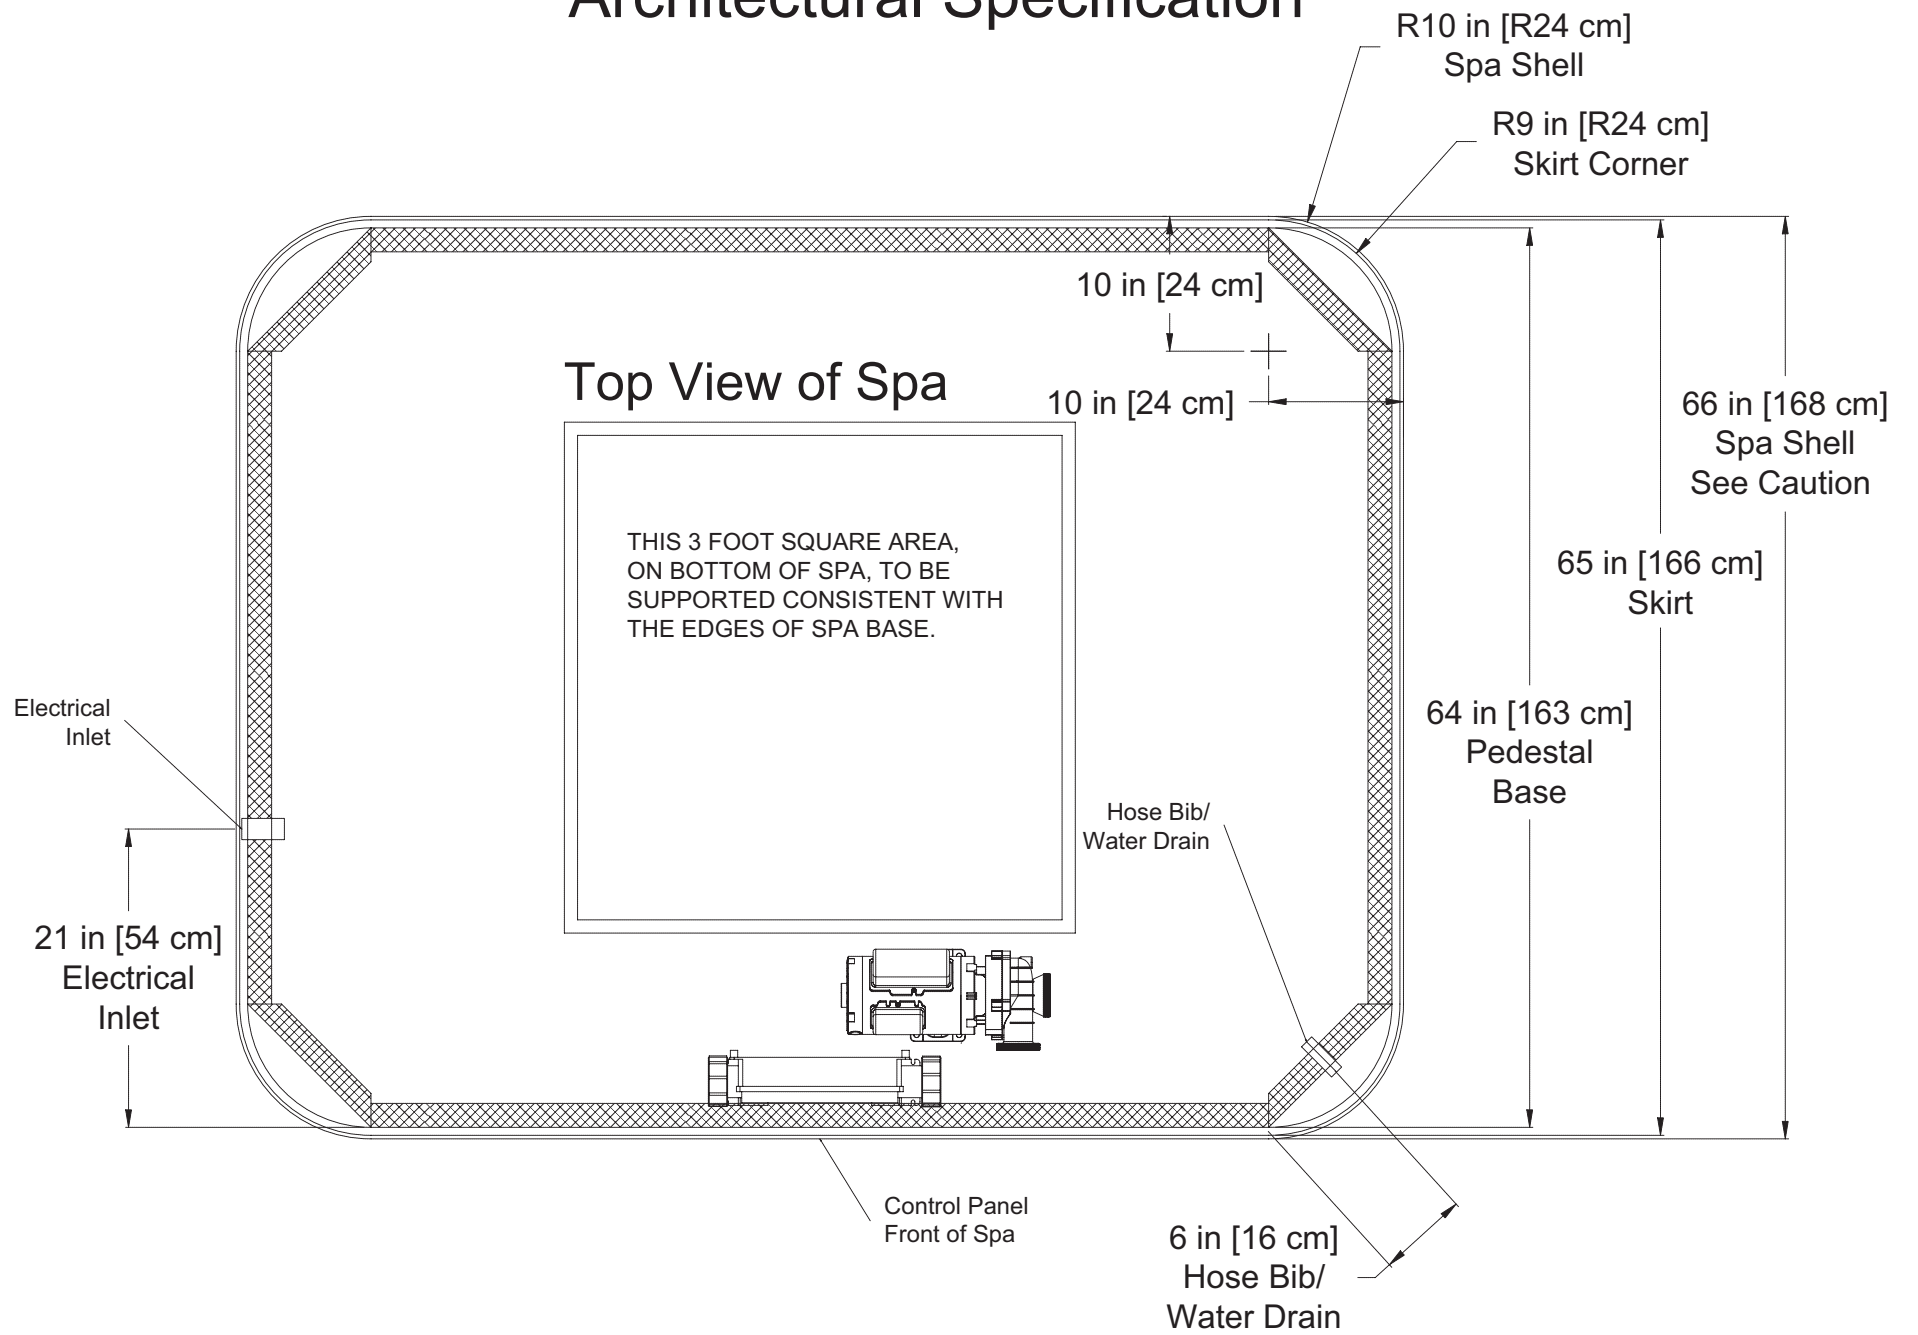 Architectural Specification
R10 in [R24 cm]
Spa Shell
R9 in [R24 cm]
Skirt Corner
10 in [24 cm]
Top View of Spa
10 in [24 cm]
66 in [168 cm]
Spa Shell
See Caution
THIS 3 FOOT SQUARE AREA,
ON BOTTOM OF SPA, TO BE
SUPPORTED CONSISTENT WITH
THE EDGES OF SPA BASE.
65 in [166 cm]
Skirt
Electrical
Inlet
64 in [163 cm]
Pedestal
Base
Hose Bib/
Water Drain
21 in [54 cm]
Electrical
Inlet
Control Panel
Front of Spa
6 in [16 cm]
Hose Bib/
Water Drain